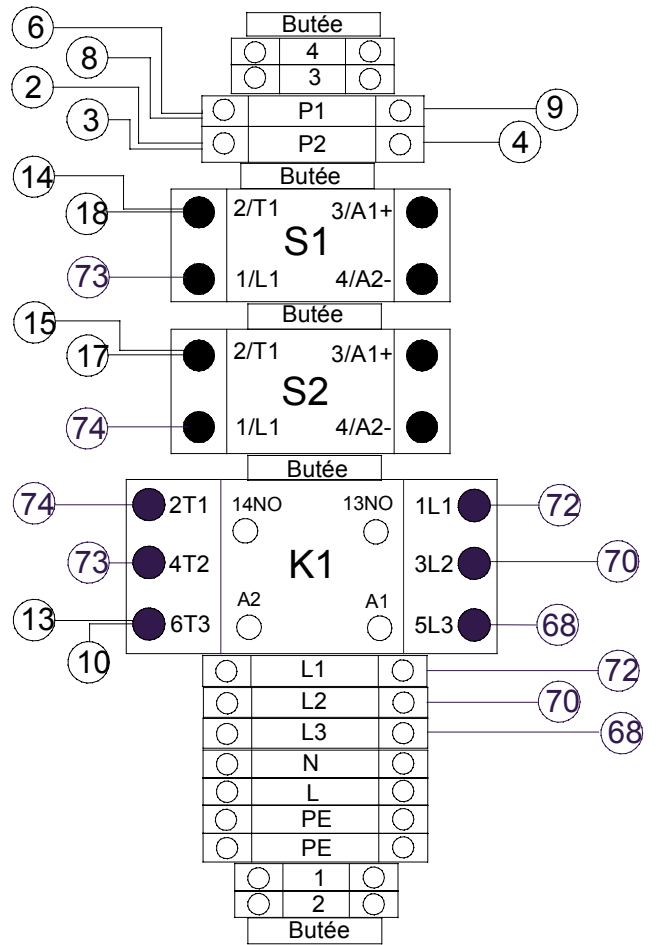 Butée
6
4
8
3
2
P1
9
3
P2
4
Butée
14
2/T1 3/A1+
18
S1
73
1/L1 4/A2-
Butée
15
2/T1 3/A1+
17
S2
74
1/L1 4/A2-
Butée
74 2T1 14NO 13NO 1L1 72
73 4T2 K1 3L2 70
A2 A1
13 6T3 5L3 68
10
L1 72
L2 70
L3 68
N
L
PE
PE
1
2
Butée